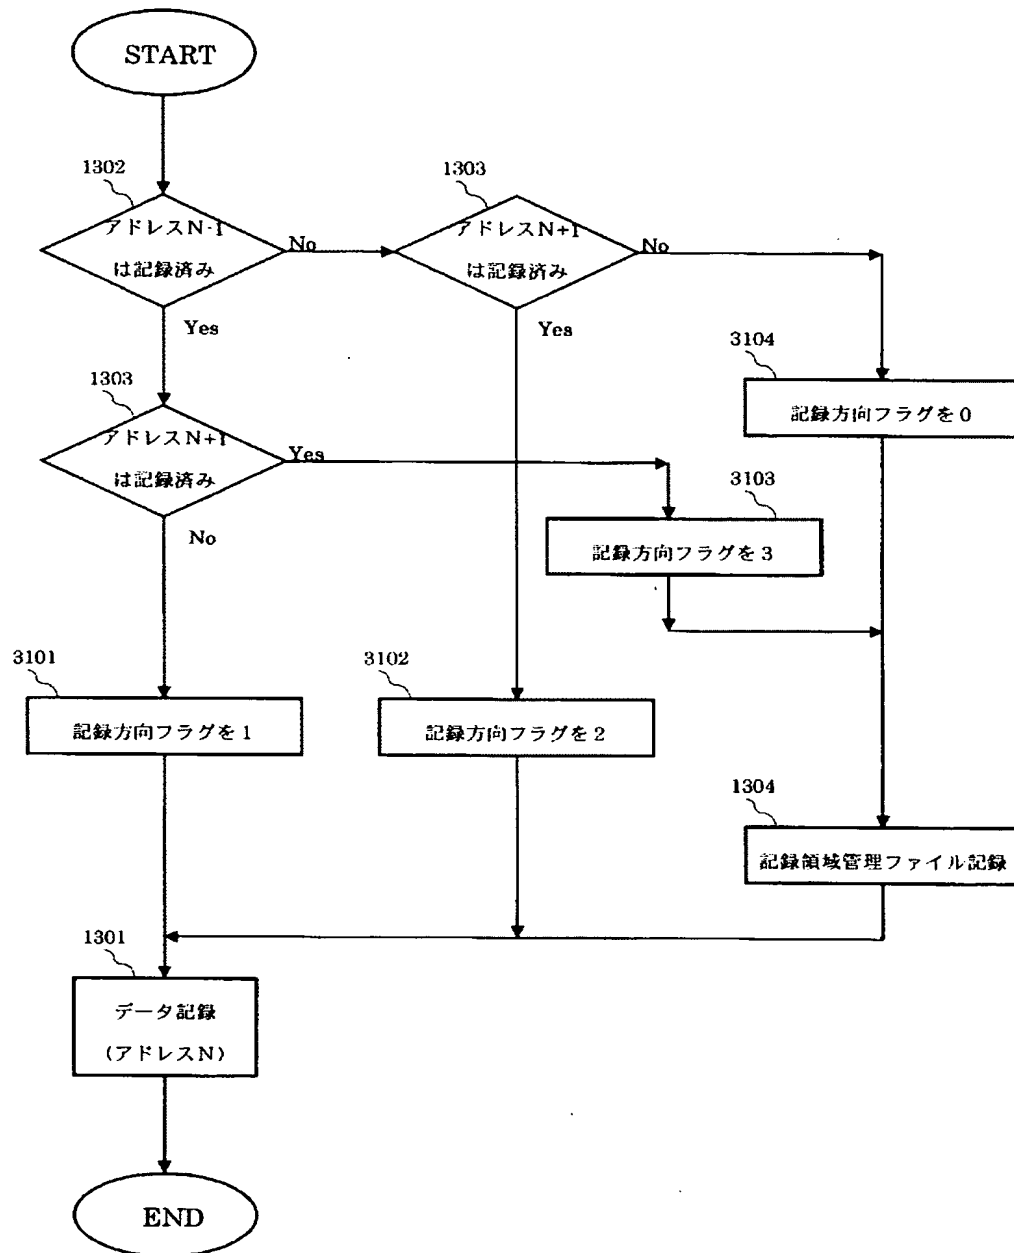 START
1302
アドレスN-1
は記録済み
No
Yes
1303
アドレスN+1
は記録済み
No
Yes
3104
記録方向フラグを0
1303
アドレスN+1
は記録済み
Yes
No
3103
記録方向フラグを3
3101
記録方向フラグを1
3102
記録方向フラグを2
1304
記録領域管理ファイル記録
1301
データ記録
(アドレスN)
END